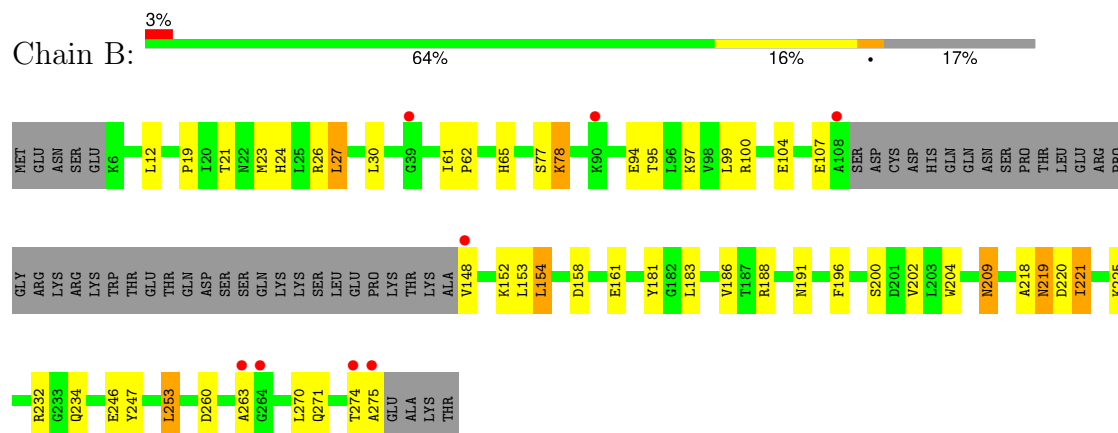 3%
Chain B:
64% 16% • 17%
MET GLU ASN SER GLU K6 L12 P19 I20 T21 N22 M23 H24 L25 R26 L27 L30 G39 I61 P62 H65 S77 K78 K90 E94 T95 L96 K97 V98 L99 R100 E104 E107 A108 SER ASP CYS ASP HIS GLN GLN ASN SER PRO THR LEU GLU ARG PRO
GLY ARG LYS ARG LYS TRP THR GLU THR GLN ASP SER SER GLN LYS LYS SER LEU GLU PRO LYS THR LYS ALA V148 K152 L153 L154 D158 E161 Y181 G182 L183 V186 T187 R188 N191 F196 S200 D201 V202 L203 W204 N209 A218 N219 D220 I221 K225
R232 G233 Q234 E246 Y247 L253 D260 A263 G264 L270 Q271 T274 A275 GLU ALA LYS THR